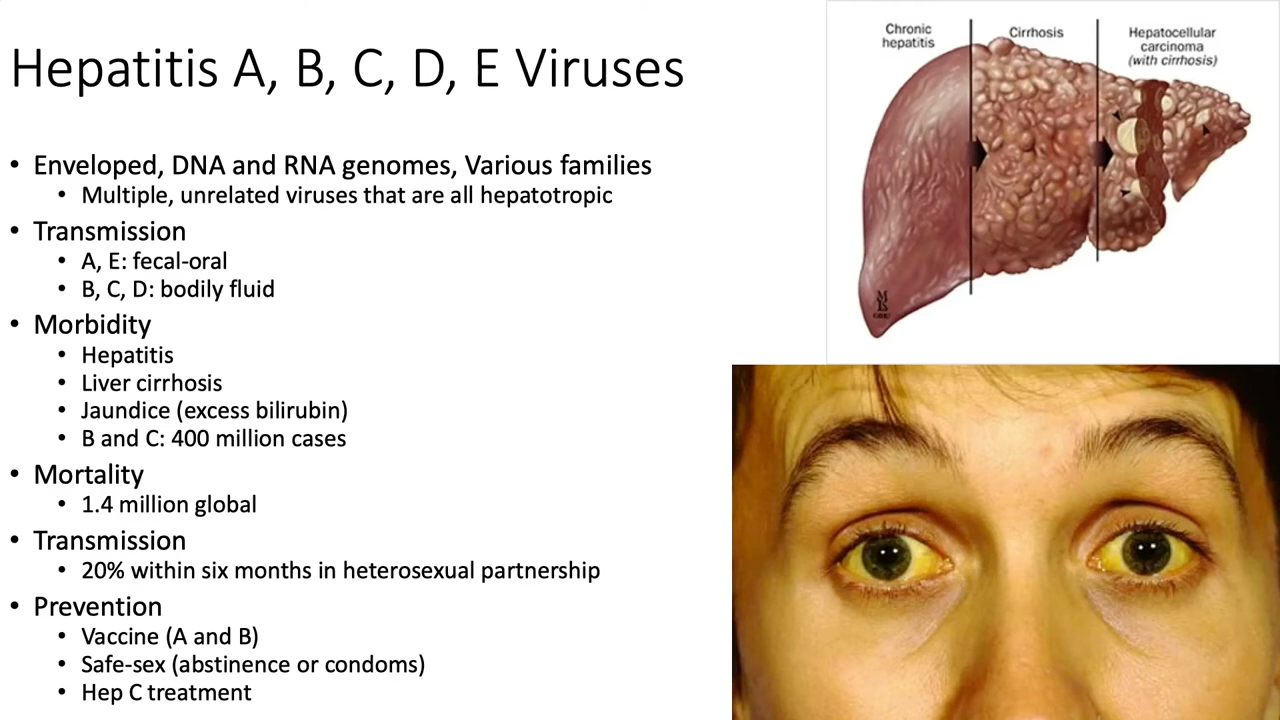 Hepatitis A, B, C, D, E Viruses
• Enveloped, DNA and RNA genomes, Various families
• Multiple, unrelated viruses that are all hepatotropic
• Transmission
• A, E: fecal-oral
• B, C, D: bodily fluid
• Morbidity
• Hepatitis
• Liver cirrhosis
• Jaundice (excess bilirubin)
• B and C: 400 million cases
• Mortality
• 1.4 million global
• Transmission
• 20% within six months in heterosexual partnership
• Prevention
• Vaccine (A and B)
• Safe-sex (abstinence or condoms)
• Hep C treatment
Chronic
hepatitis
Cirrhosis
Hepatocellular
carcinoma
(with cirrhosis)